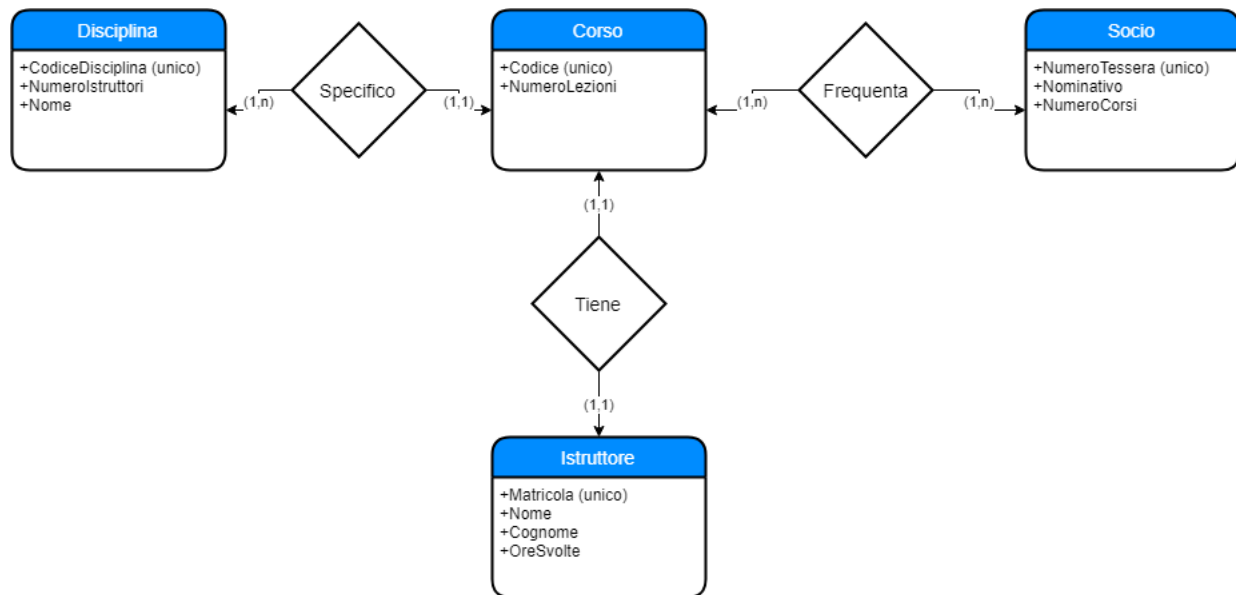 Disciplina
+CodiceDisciplina (unico)
+NumeroIstruttori
+Nome
(1,n)
Specifico
(1,1)
Corso
+Codice (unico)
+NumeroLezioni
(1,n)
Frequenta
(1,n)
Socio
+NumeroTessera (unico)
+Nominativo
+NumeroCorsi
(1,1)
Tiene
(1,1)
Istruttore
+Matricola (unico)
+Nome
+Cognome
+OreSvolte